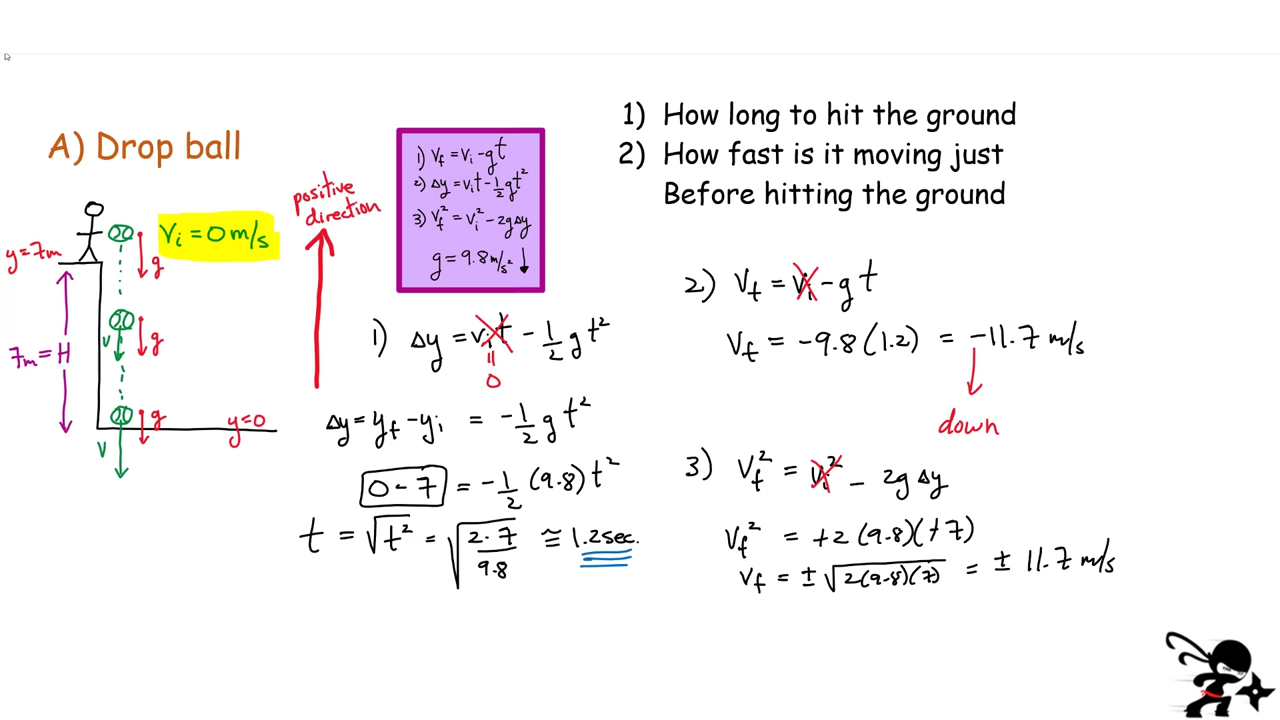 A) Drop ball
Vi = 0 m/s
y = 7m
g
g
V
7m = H
g
V
y=0
positive
direction
1) Vf = Vi - gt
2) Δy = Vit - 1/2 gt²
3) Vf² = Vi² - 2gΔy
g = 9.8 m/s² ↓
1) How long to hit the ground
2) How fast is it moving just
Before hitting the ground
1) Δy = Vit - 1/2 gt²
=
0
Δy = yf - yi = - 1/2 gt²
0 - 7 = - 1/2 (9.8) t²
t = √t² = √(2·7/9.8) ≅ 1.2sec.
2) Vf = Vi - gt
Vf = -9.8 (1.2) = -11.7 m/s
down
3) Vf² = Vi² - 2gΔy
Vf² = +2 (9.8)(+7)
Vf = ± √2(9.8)(7) = ± 11.7 m/s